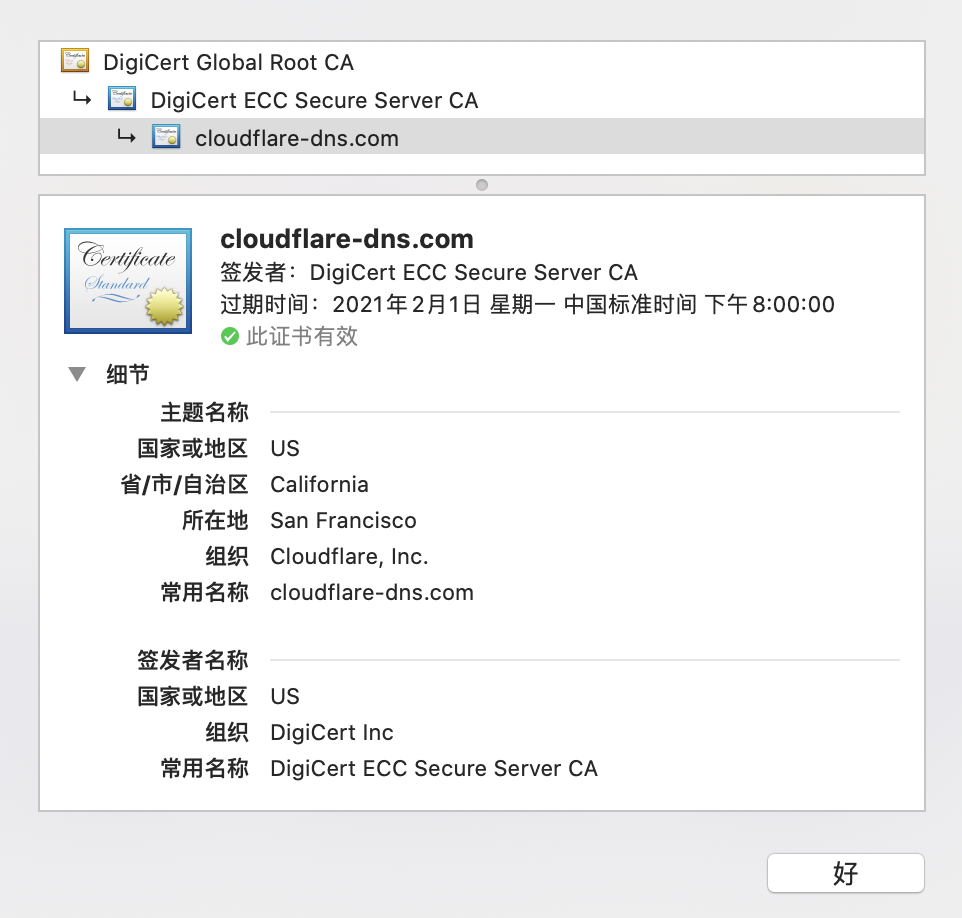 DigiCert Global Root CA
DigiCert ECC Secure Server CA
cloudflare-dns.com
Certificate
Standard
cloudflare-dns.com
签发者：DigiCert ECC Secure Server CA
过期时间：2021年2月1日 星期一 中国标准时间 下午8:00:00
此证书有效
细节
主题名称
国家或地区 US
省/市/自治区 California
所在地 San Francisco
组织 Cloudflare, Inc.
常用名称 cloudflare-dns.com
签发者名称
国家或地区 US
组织 DigiCert Inc
常用名称 DigiCert ECC Secure Server CA
好